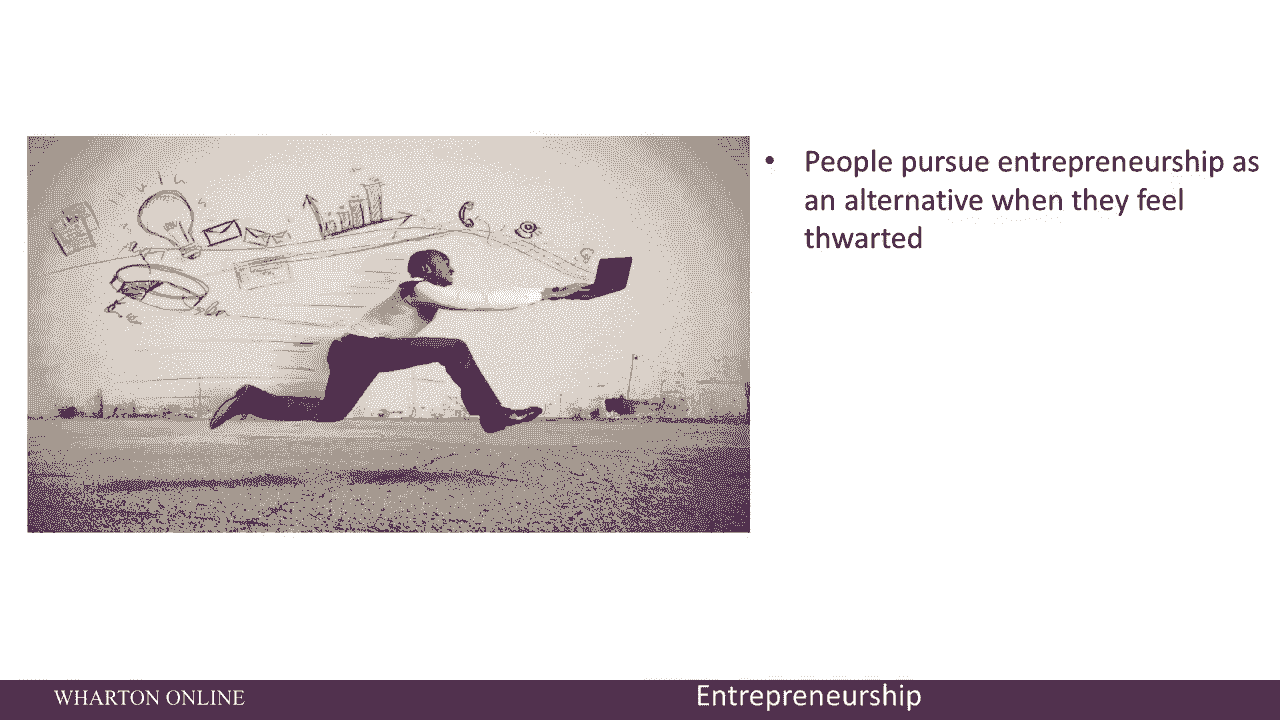 • People pursue entrepreneurship as
an alternative when they feel
thwarted
WHARTON ONLINE
Entrepreneurship